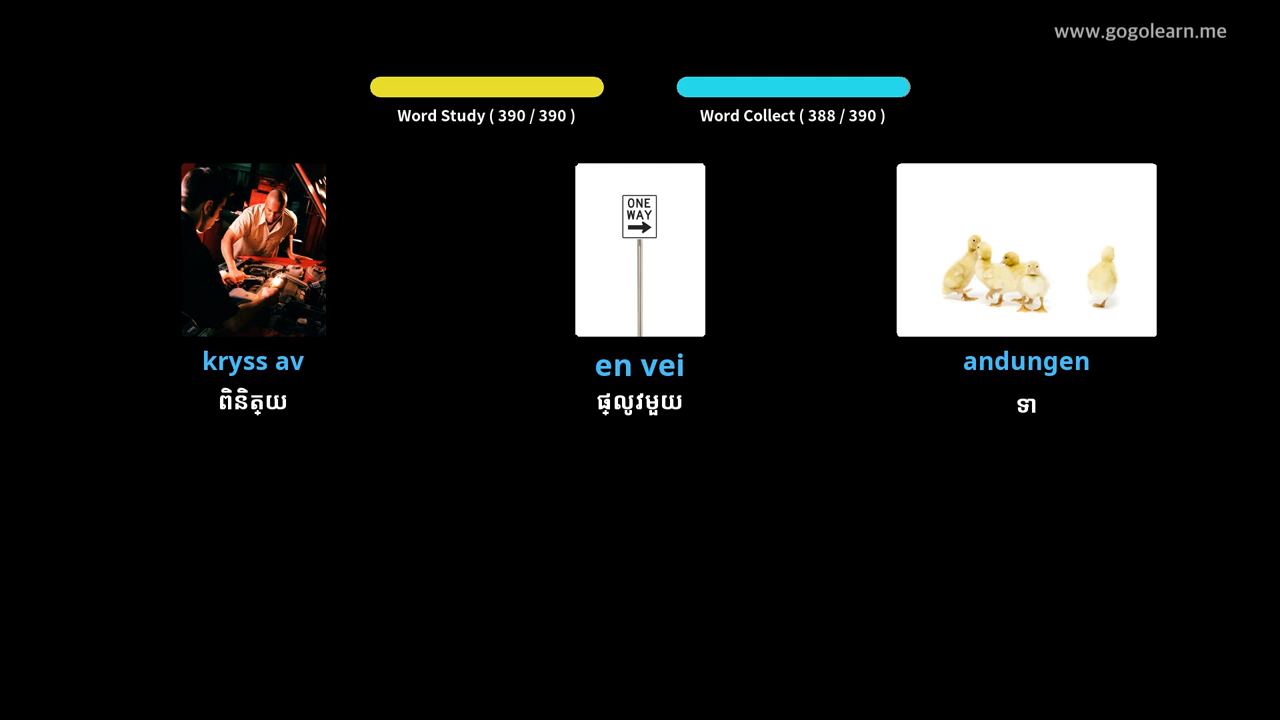 www.gogolearn.me
Word Study ( 390 / 390 )
Word Collect ( 388 / 390 )
ONE
WAY
kryss av
en vei
andungen
ពិនិត្យ
ផ្លូវមួយ
ទា